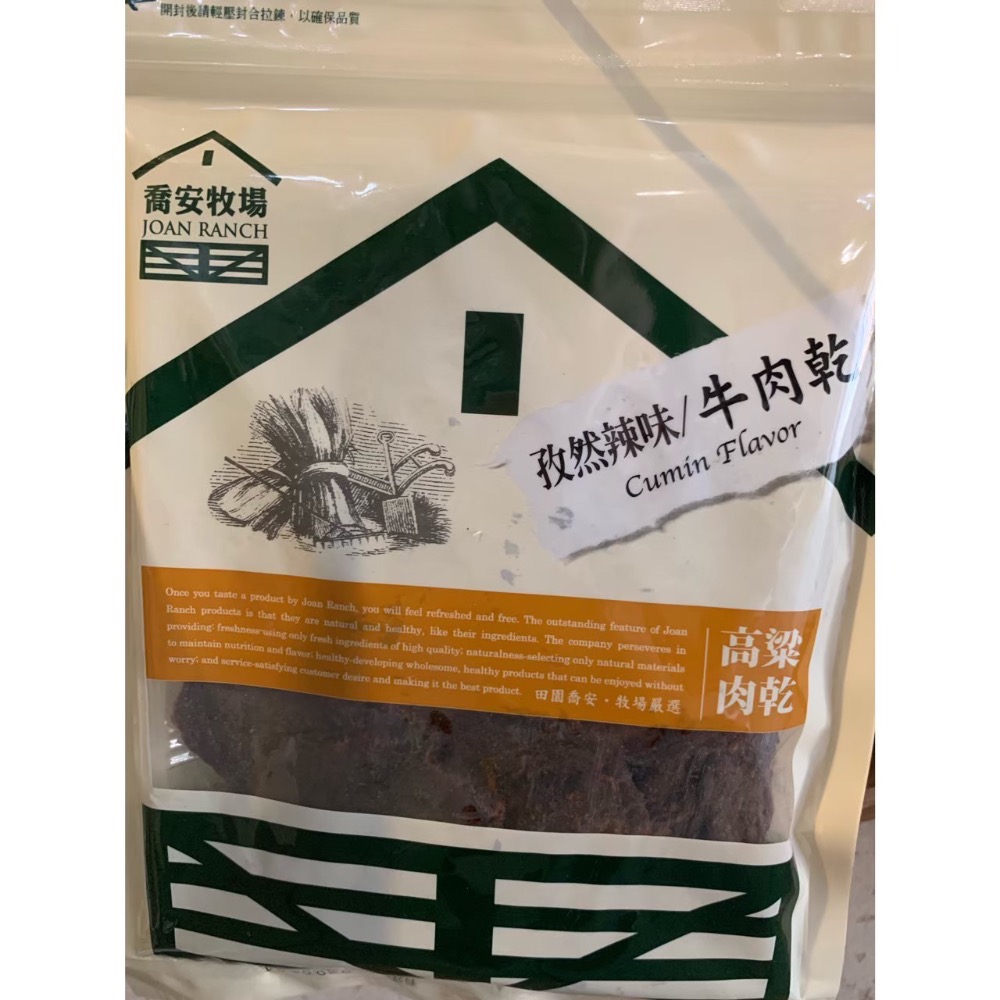 開封後請輕壓封合拉鍊，以確保品質
喬安牧場
JOAN RANCH
孜然辣味/牛肉乾
Cumin Flavor
Once you taste a product by Joan Ranch, you will feel refreshed and free. The outstanding feature of Joan
Ranch products is that they are natural and healthy, like their ingredients. The company perseveres in
providing: freshness-using only fresh ingredients of high quality; naturalness-selecting only natural materials
to maintain nutrition and flavor; healthy-developing wholesome, healthy products that can be enjoyed without
worry; and service-satisfying customer desire and making it the best product. 田園喬安・牧場嚴選
高粱
肉乾